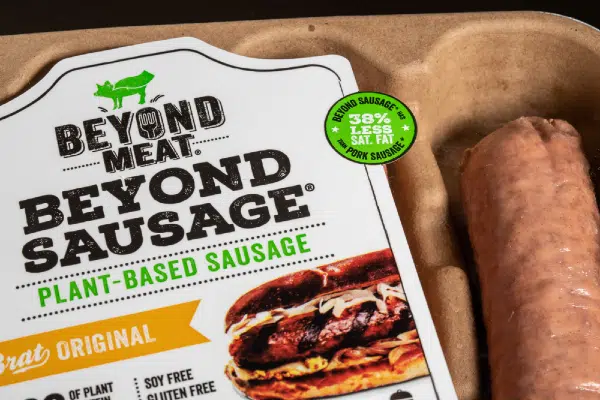 BEYOND
MEAT®
BEYOND
SAUSAGE®
PLANT-BASED SAUSAGE
Brat ORIGINAL
OF PLANT
SOY FREE
GLUTEN FREE
BEYOND SAUSAGE® HAS
38%
LESS
SAT. FAT
PORK SAUSAGE